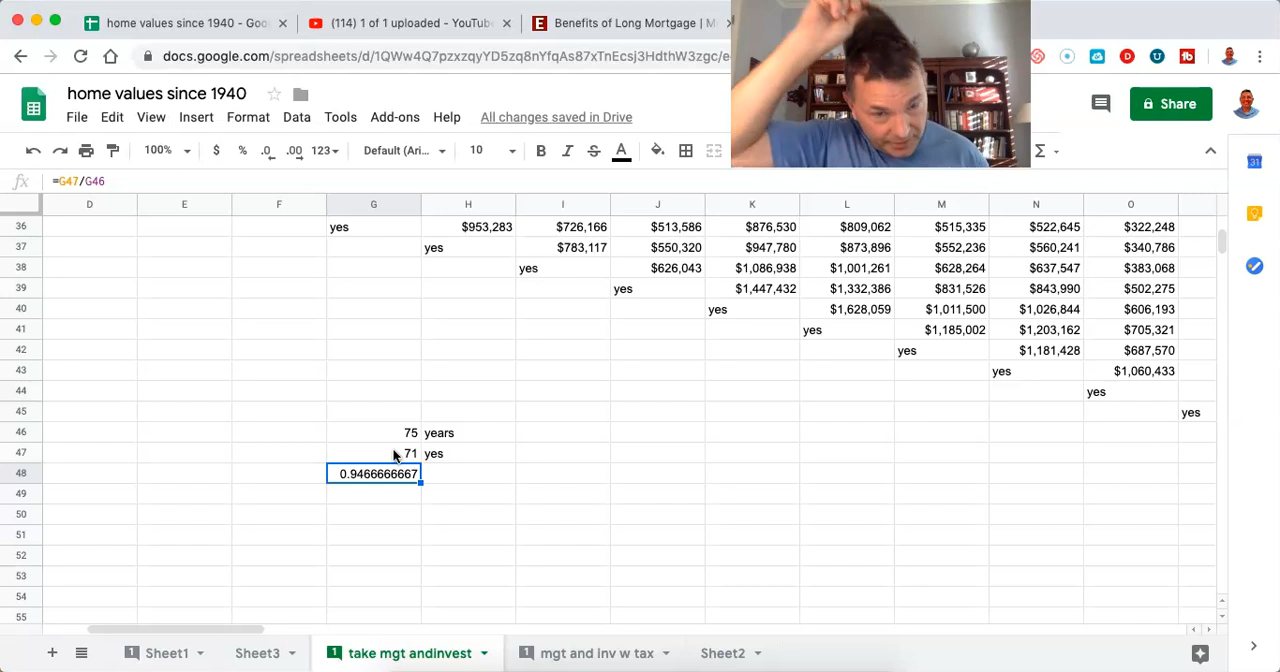 home values since 1940 - Goo
(114) 1 of 1 uploaded - YouTub
Benefits of Long Mortgage | M
docs.google.com/spreadsheets/d/1QWw4Q7pzxzqyYD5zq8nYfqAs87xTnEcsj3HdthW3zgc/e
home values since 1940
File Edit View Insert Format Data Tools Add-ons Help All changes saved in Drive
Share
100% $ % .0 .00 123 Default (Ari... 10 B I S A Σ
fx =G47/G46
D E F G H I J K L M N O
36 yes $953,283 $726,166 $513,586 $876,530 $809,062 $515,335 $522,645 $322,248
37 yes $783,117 $550,320 $947,780 $873,896 $552,236 $560,241 $340,786
38 yes $626,043 $1,086,938 $1,001,261 $628,264 $637,547 $383,068
39 yes $1,447,432 $1,332,386 $831,526 $843,990 $502,275
40 yes $1,628,059 $1,011,500 $1,026,844 $606,193
41 yes $1,185,002 $1,203,162 $705,321
42 yes $1,181,428 $687,570
43 yes $1,060,433
44 yes
45 yes
46 75 years
47 71 yes
48 0.9466666667
49
50
51
52
53
54
55
1 Sheet1 Sheet3 1 take mgt andinvest 1 mgt and inv w tax Sheet2